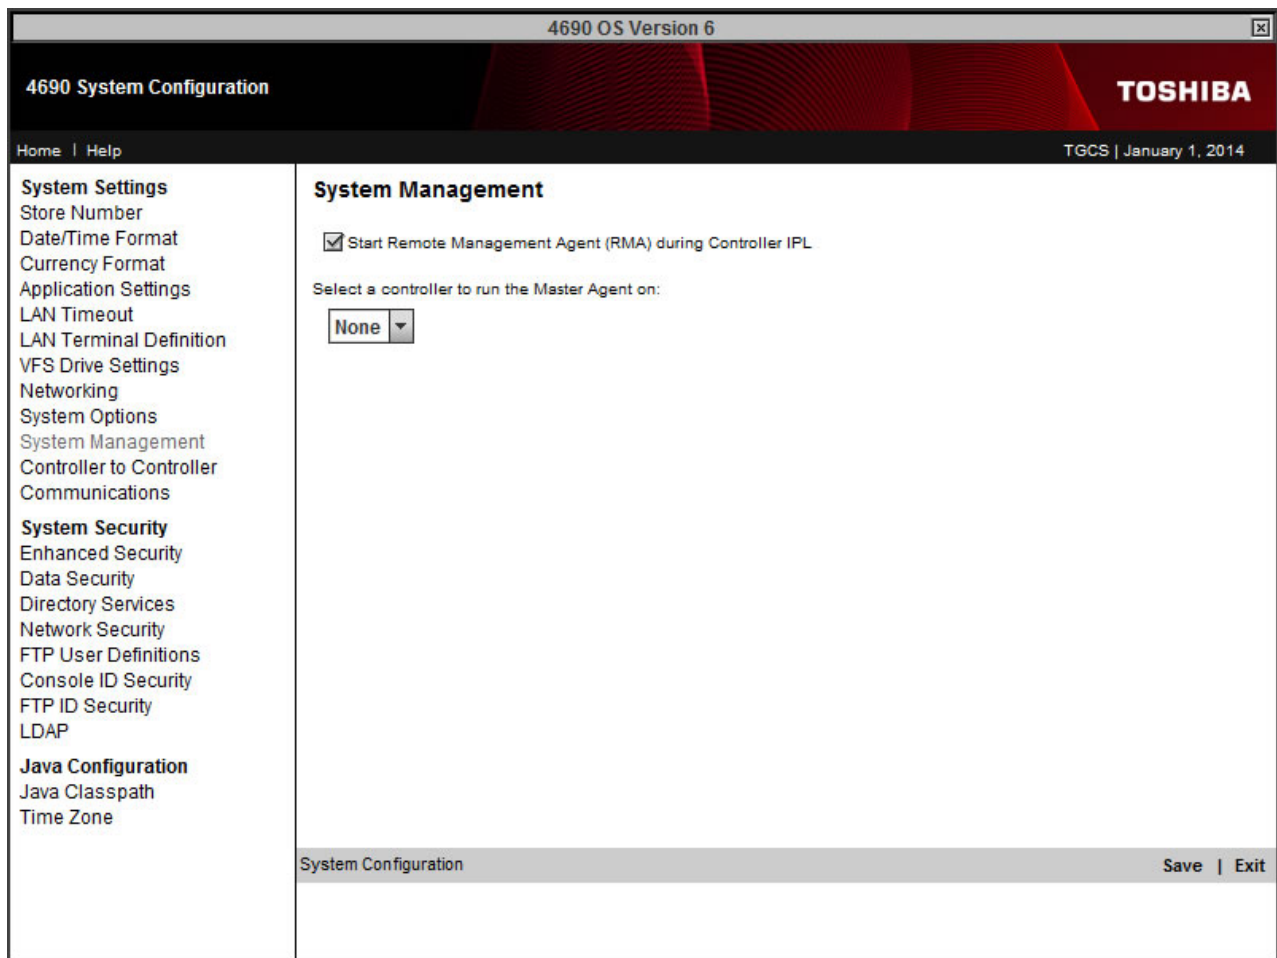 4690 OS Version 6
4690 System Configuration
TOSHIBA
Home | Help
TGCS | January 1, 2014
System Settings
Store Number
Date/Time Format
Currency Format
Application Settings
LAN Timeout
LAN Terminal Definition
VFS Drive Settings
Networking
System Options
System Management
Controller to Controller
Communications
System Security
Enhanced Security
Data Security
Directory Services
Network Security
FTP User Definitions
Console ID Security
FTP ID Security
LDAP
Java Configuration
Java Classpath
Time Zone
System Management
Start Remote Management Agent (RMA) during Controller IPL
Select a controller to run the Master Agent on:
None
System Configuration
Save | Exit